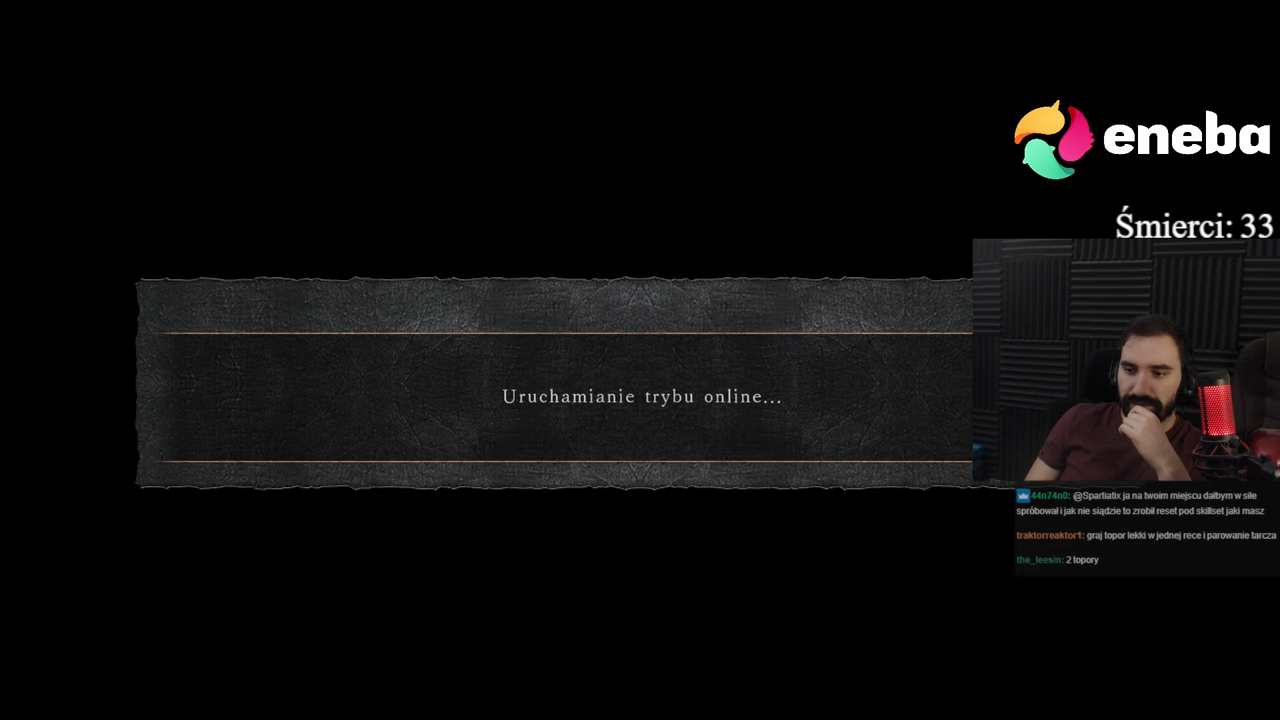 eneba
Śmierci: 33
Uruchamianie trybu online...
44n74n0: @Spartiatix ja na twoim miejscu dałbym w siłe
spróbował i jak nie siądzie to zrobił reset pod skillset jaki masz
traktorreaktor1: graj topor lekki w jednej rece i parowanie tarcza
the_leesin: 2 topory